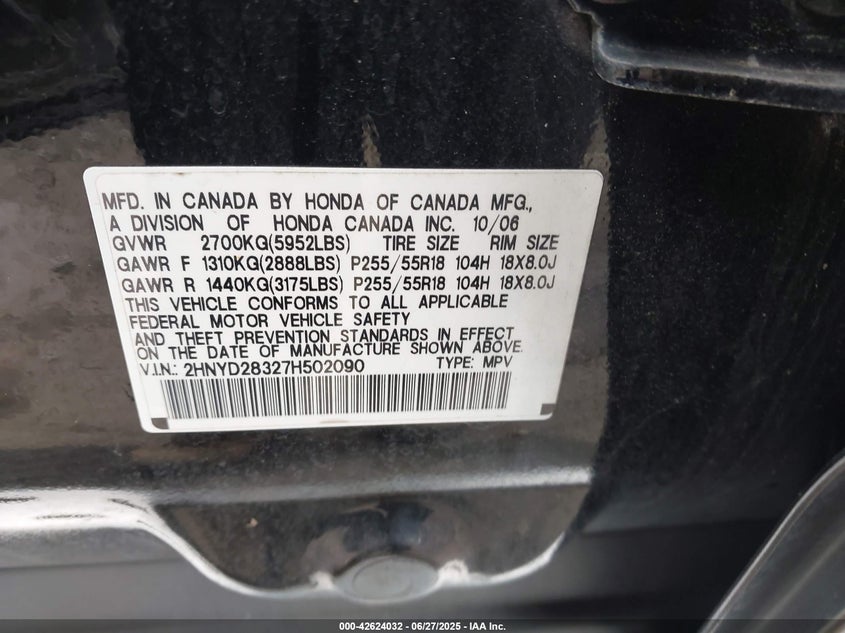 MFD. IN CANADA BY HONDA OF CANADA MFG.,
A DIVISION OF HONDA CANADA INC. 10/06
GVWR 2700KG(5952LBS) TIRE SIZE RIM SIZE
GAWR F 1310KG(2888LBS) P255/55R18 104H 18X8.0J
GAWR R 1440KG(3175LBS) P255/55R18 104H 18X8.0J
THIS VEHICLE CONFORMS TO ALL APPLICABLE
FEDERAL MOTOR VEHICLE SAFETY
AND THEFT PREVENTION STANDARDS IN EFFECT
ON THE DATE OF MANUFACTURE SHOWN ABOVE.
V.I.N.: 2HNYD28327H502090 TYPE: MPV
000-42624032 - 06/27/2025 - IAA Inc.